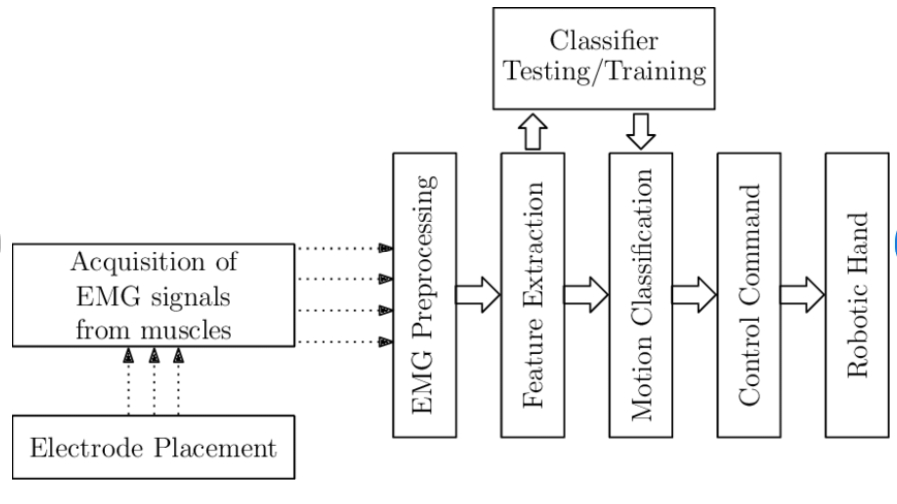 Classifier
Testing/Training
Acquisition of
EMG signals
from muscles
Electrode Placement
EMG Preprocessing
Feature Extraction
Motion Classification
Control Command
Robotic Hand